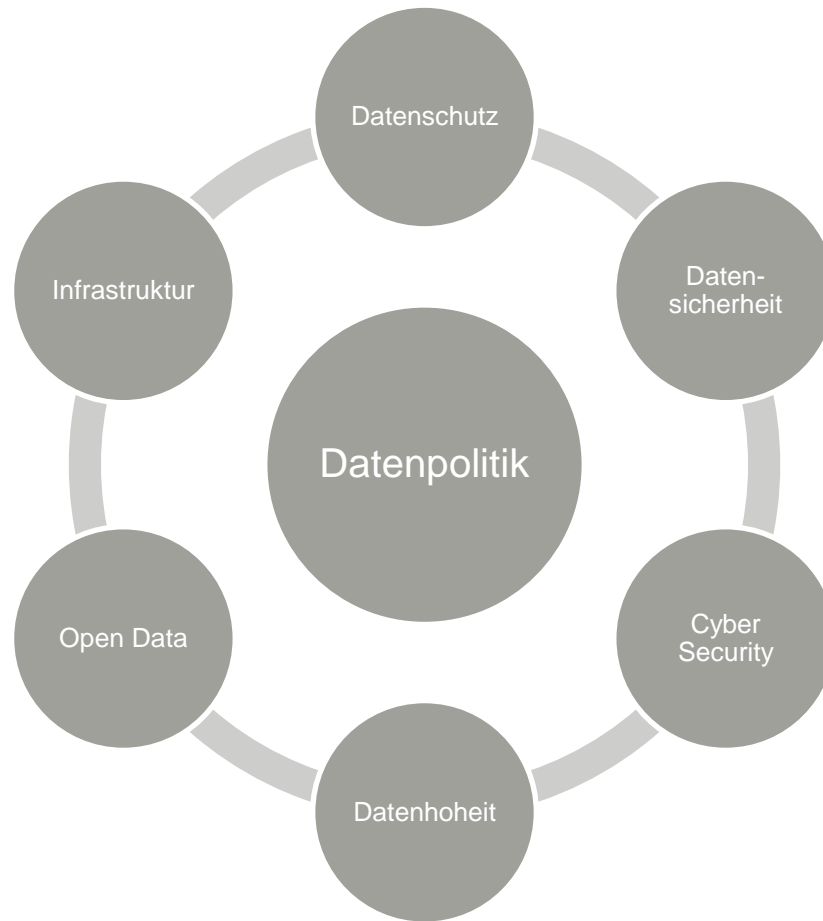 Datenschutz
Daten-
sicherheit
Cyber
Security
Datenhoheit
Open Data
Infrastruktur
Datenpolitik